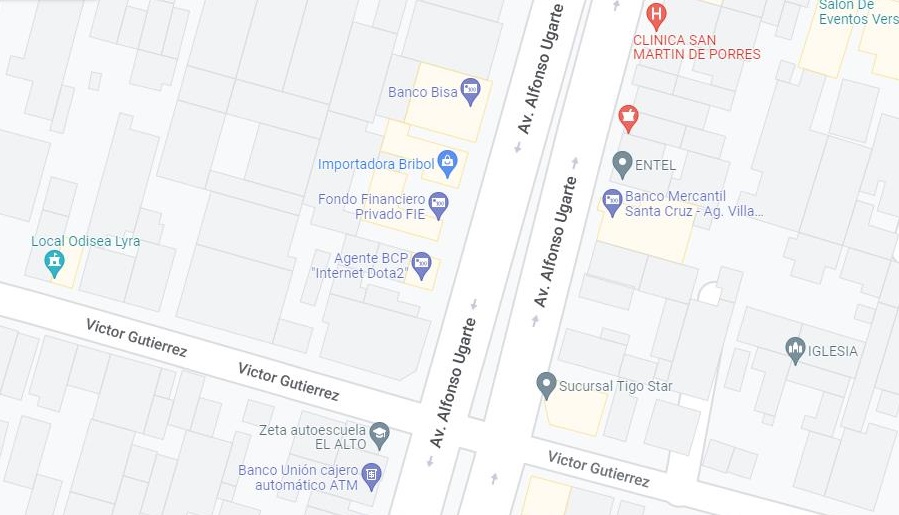 Salon De
Eventos Vers
CLINICA SAN
MARTIN DE PORRES
Av. Alfonso Ugarte
Banco Bisa
Importadora Bribol
ENTEL
Fondo Financiero
Privado FIE
Banco Mercantil
Santa Cruz - Ag. Villa...
Av. Alfonso Ugarte
Local Odisea Lyra
Agente BCP
"Internet Dota2"
Victor Gutierrez
Victor Gutierrez
Av. Alfonso Ugarte
IGLESIA
Sucursal Tigo Star
Zeta autoescuela
EL ALTO
Banco Unión cajero
automático ATM
Victor Gutierrez